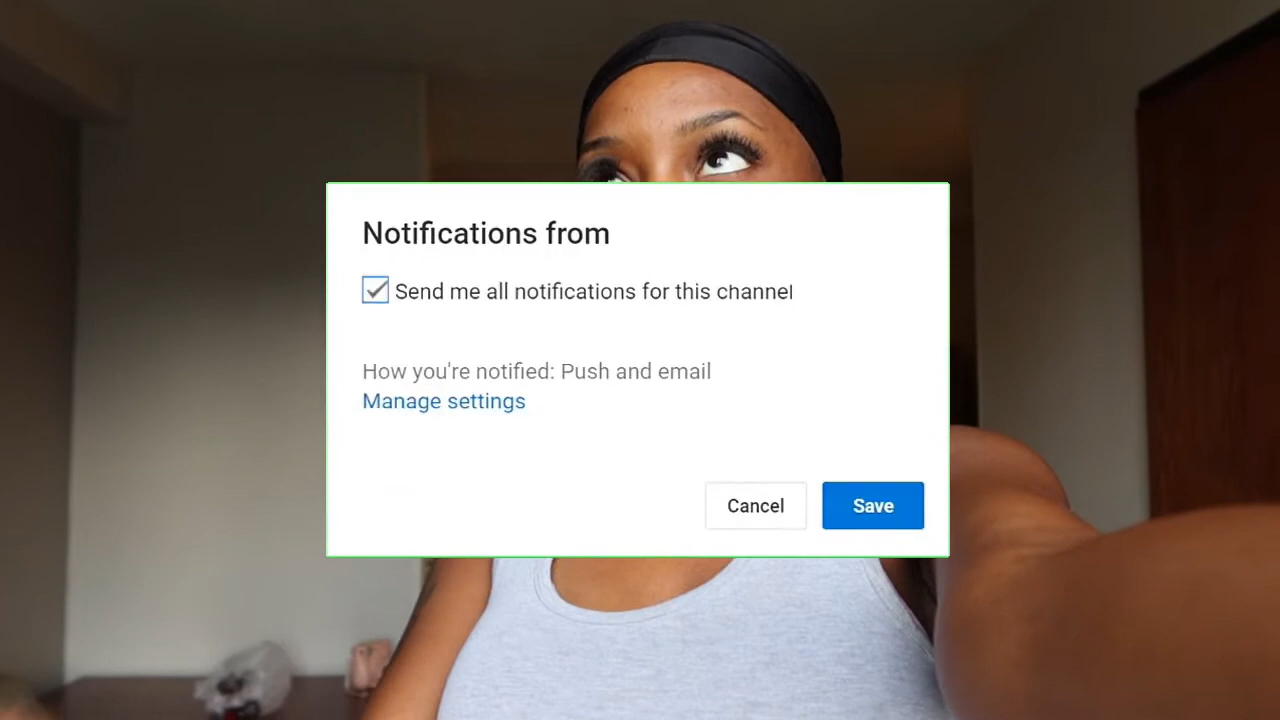 Notifications from
Send me all notifications for this channel
How you're notified: Push and email
Manage settings
Cancel
Save